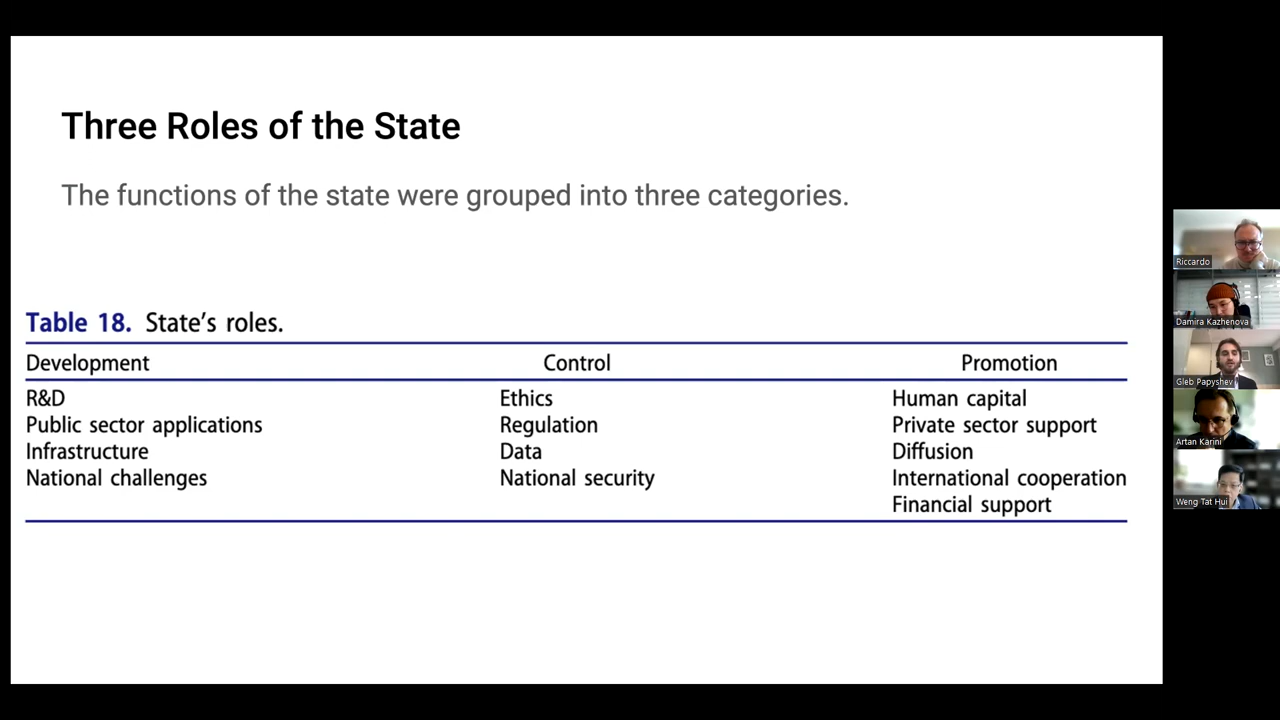 Three Roles of the State
The functions of the state were grouped into three categories.
Table 18. State's roles.
Development Control Promotion
R&D Ethics Human capital
Public sector applications Regulation Private sector support
Infrastructure Data Diffusion
National challenges National security International cooperation
Financial support
Riccardo
Damira Kazhenova
Gleb Papyshev
Artan Karini
Weng Tat Hui